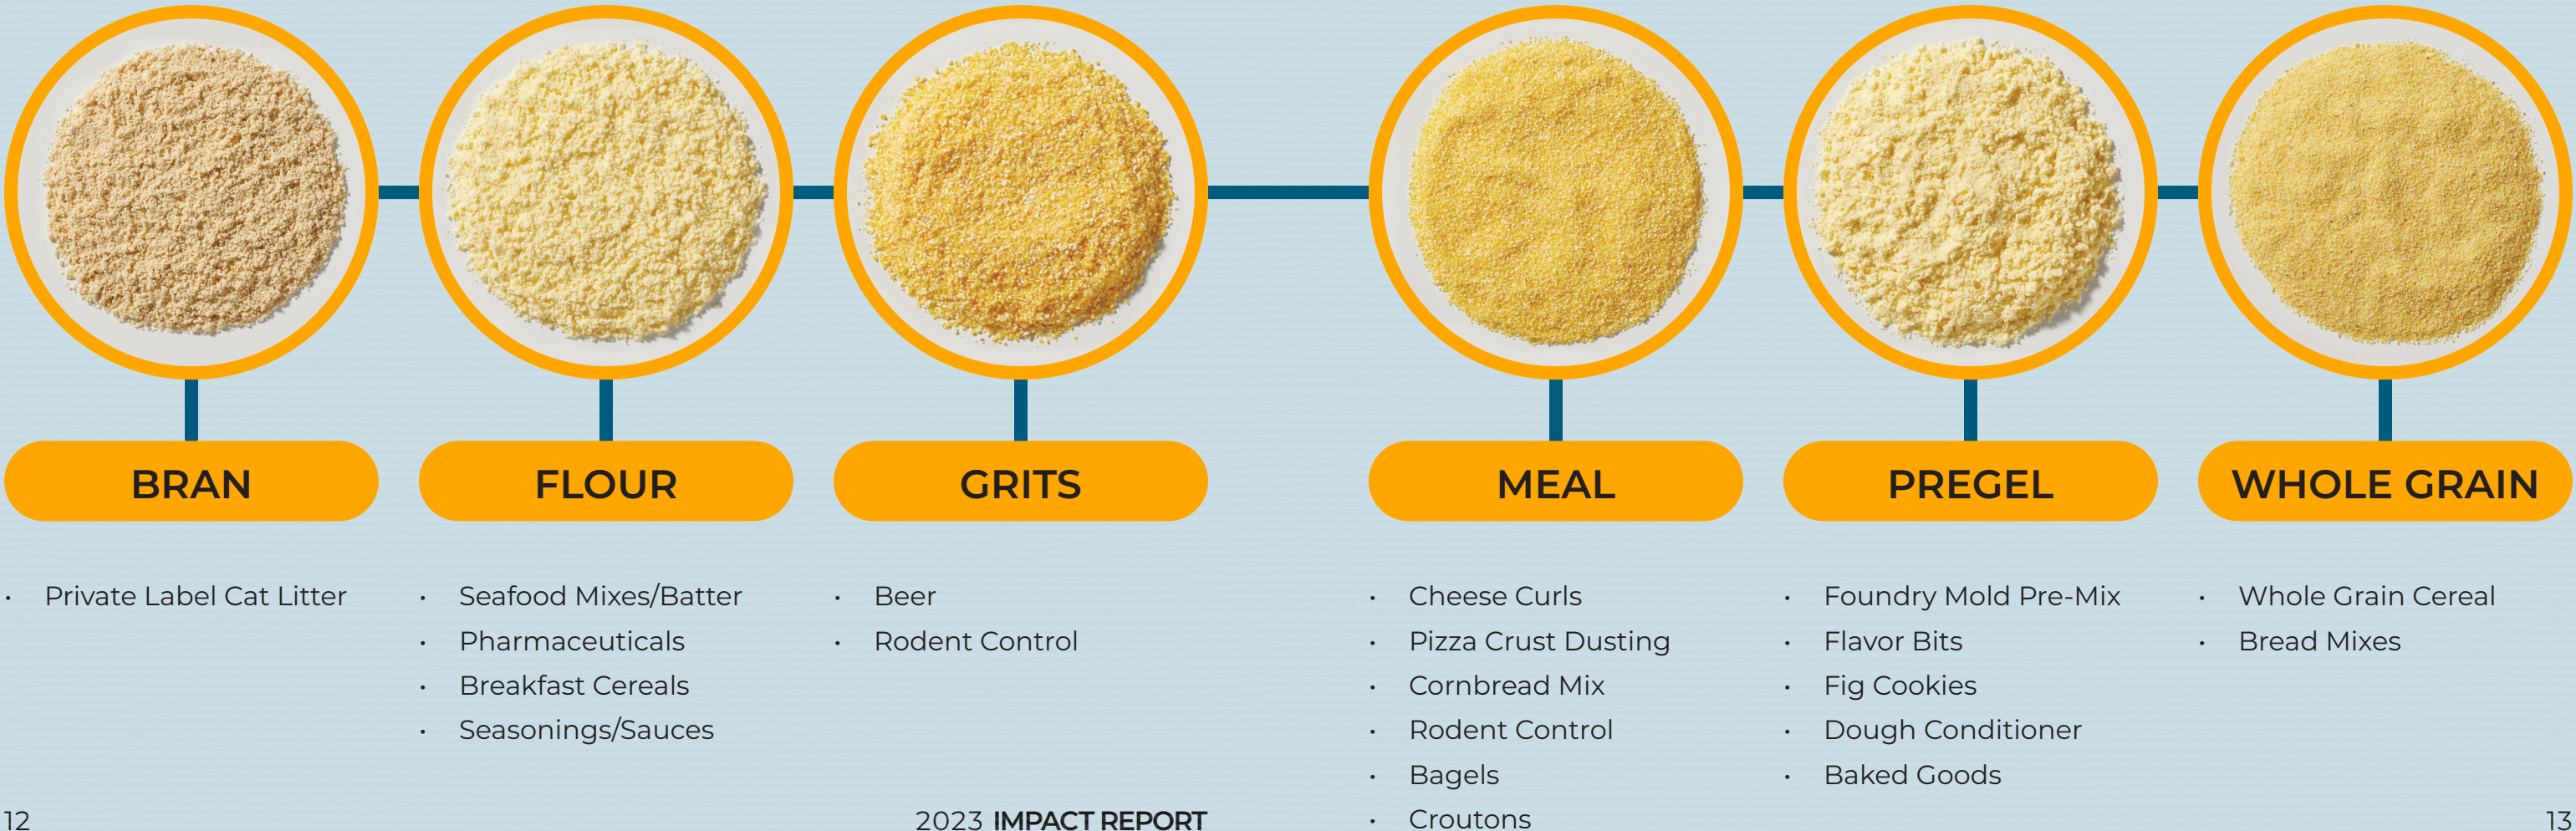 BRAN
• Private Label Cat Litter
FLOUR
• Seafood Mixes/Batter
• Pharmaceuticals
• Breakfast Cereals
• Seasonings/Sauces
GRITS
• Beer
• Rodent Control
MEAL
• Cheese Curls
• Pizza Crust Dusting
• Cornbread Mix
• Rodent Control
• Bagels
• Croutons
PREGEL
• Foundry Mold Pre-Mix
• Flavor Bits
• Fig Cookies
• Dough Conditioner
• Baked Goods
WHOLE GRAIN
• Whole Grain Cereal
• Bread Mixes
12
2023 IMPACT REPORT
13